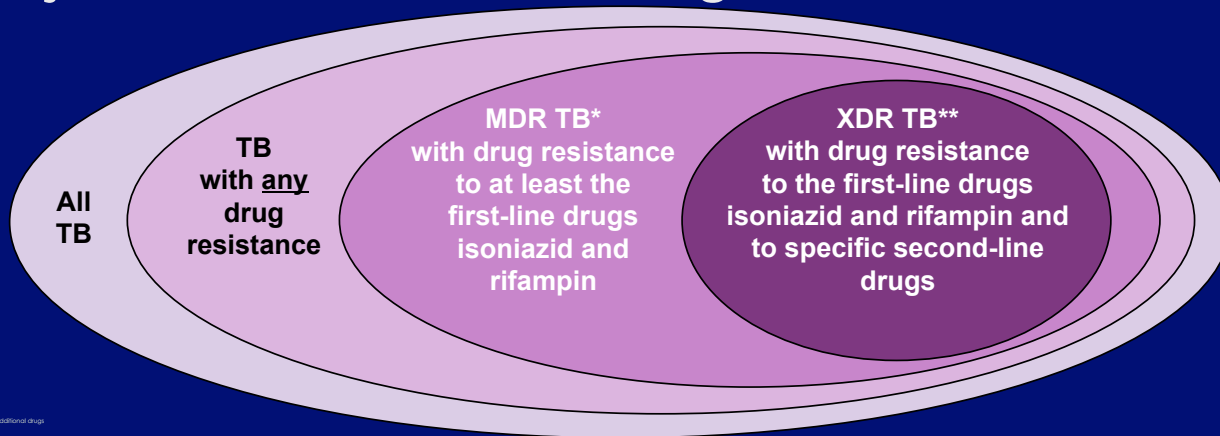 All
TB
TB
with any
drug
resistance
MDR TB*
with drug resistance
to at least the
first-line drugs
isoniazid and
rifampin
XDR TB**
with drug resistance
to the first-line drugs
isoniazid and rifampin and
to specific second-line
drugs
additional drugs